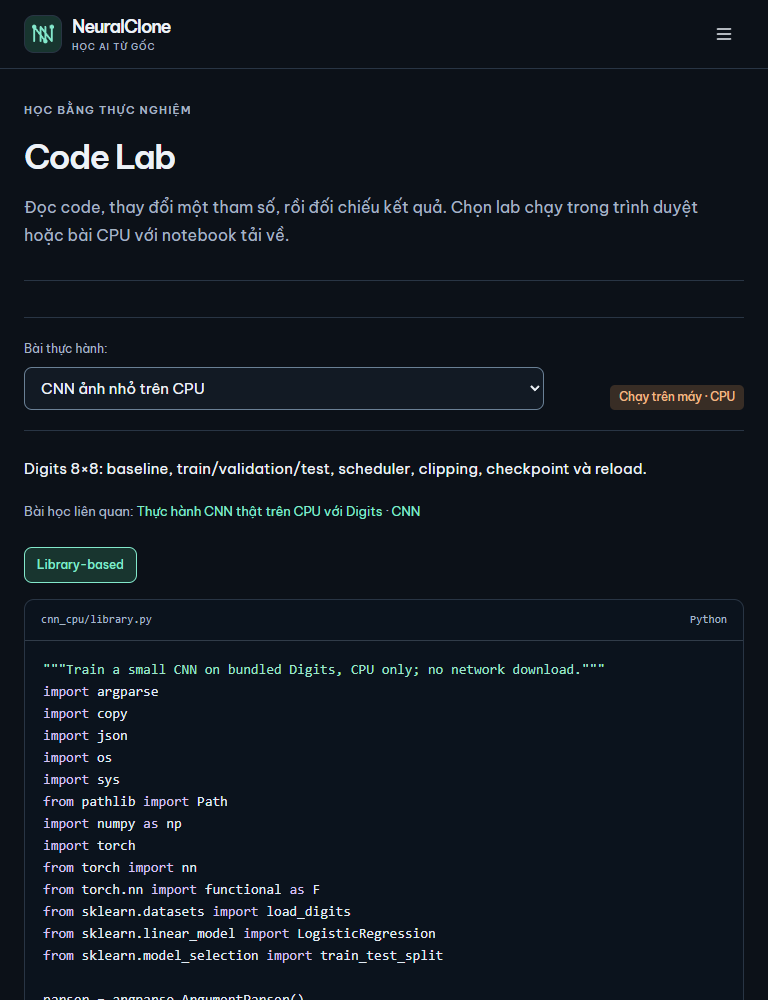 NeuralClone
HỌC AI TỪ GỐC
HỌC BẰNG THỰC NGHIỆM
Code Lab
Đọc code, thay đổi một tham số, rồi đối chiếu kết quả. Chọn lab chạy trong trình duyệt
hoặc bài CPU với notebook tải về.
Bài thực hành:
CNN ảnh nhỏ trên CPU
Chạy trên máy · CPU
Digits 8×8: baseline, train/validation/test, scheduler, clipping, checkpoint và reload.
Bài học liên quan: Thực hành CNN thật trên CPU với Digits · CNN
Library-based
cnn_cpu/library.py
Python
"""Train a small CNN on bundled Digits, CPU only; no network download."""
import argparse
import copy
import json
import os
import sys
from pathlib import Path
import numpy as np
import torch
from torch import nn
from torch.nn import functional as F
from sklearn.datasets import load_digits
from sklearn.linear_model import LogisticRegression
from sklearn.model_selection import train_test_split
parser = argparse.ArgumentParser()